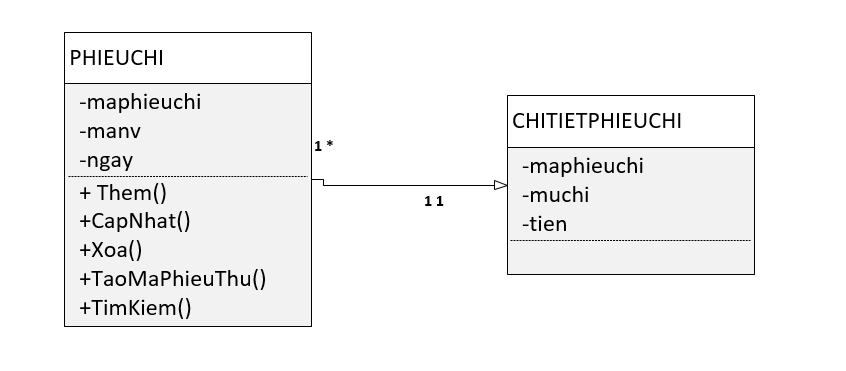 PHIEUCHI
-maphieuchi
-manv
-ngay
+ Them()
+CapNhat()
+Xoa()
+TaoMaPhieuThu()
+TimKiem()
1 *
1 1
CHITIETPHIEUCHI
-maphieuchi
-muchi
-tien